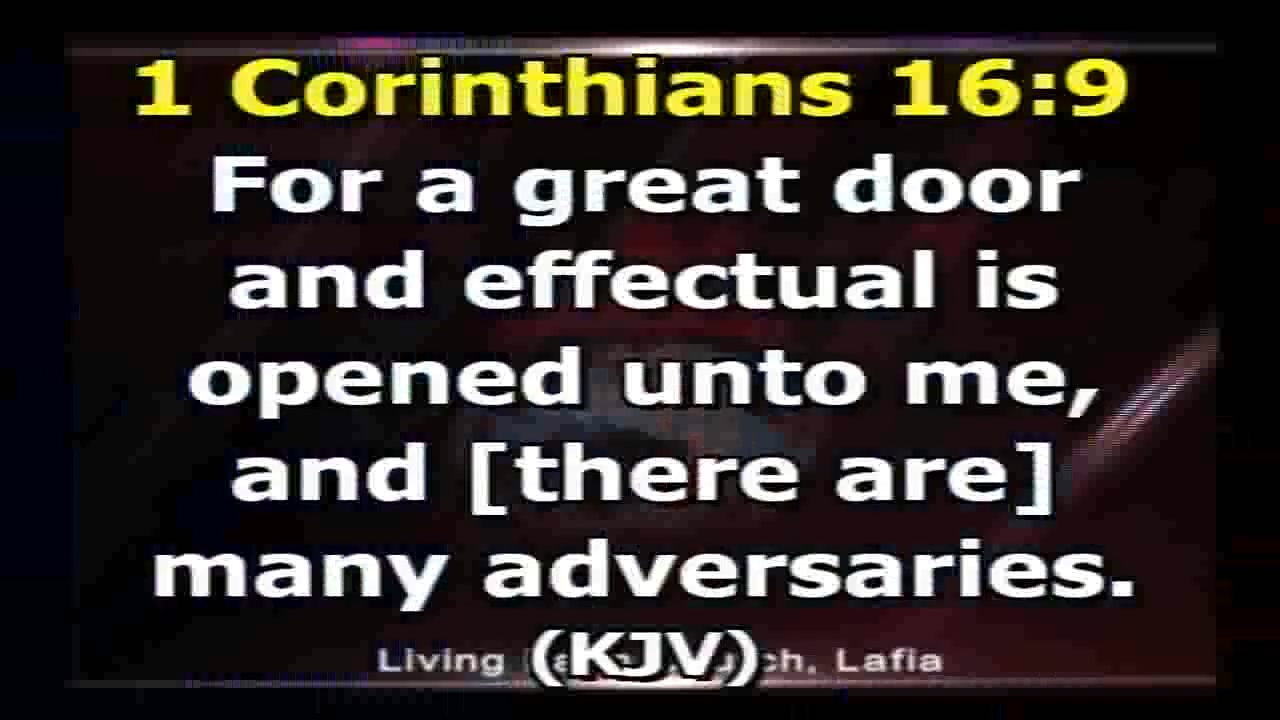 1 Corinthians 16:9
For a great door
and effectual is
opened unto me,
and [there are]
many adversaries.
(KJV)
Living , Lafia